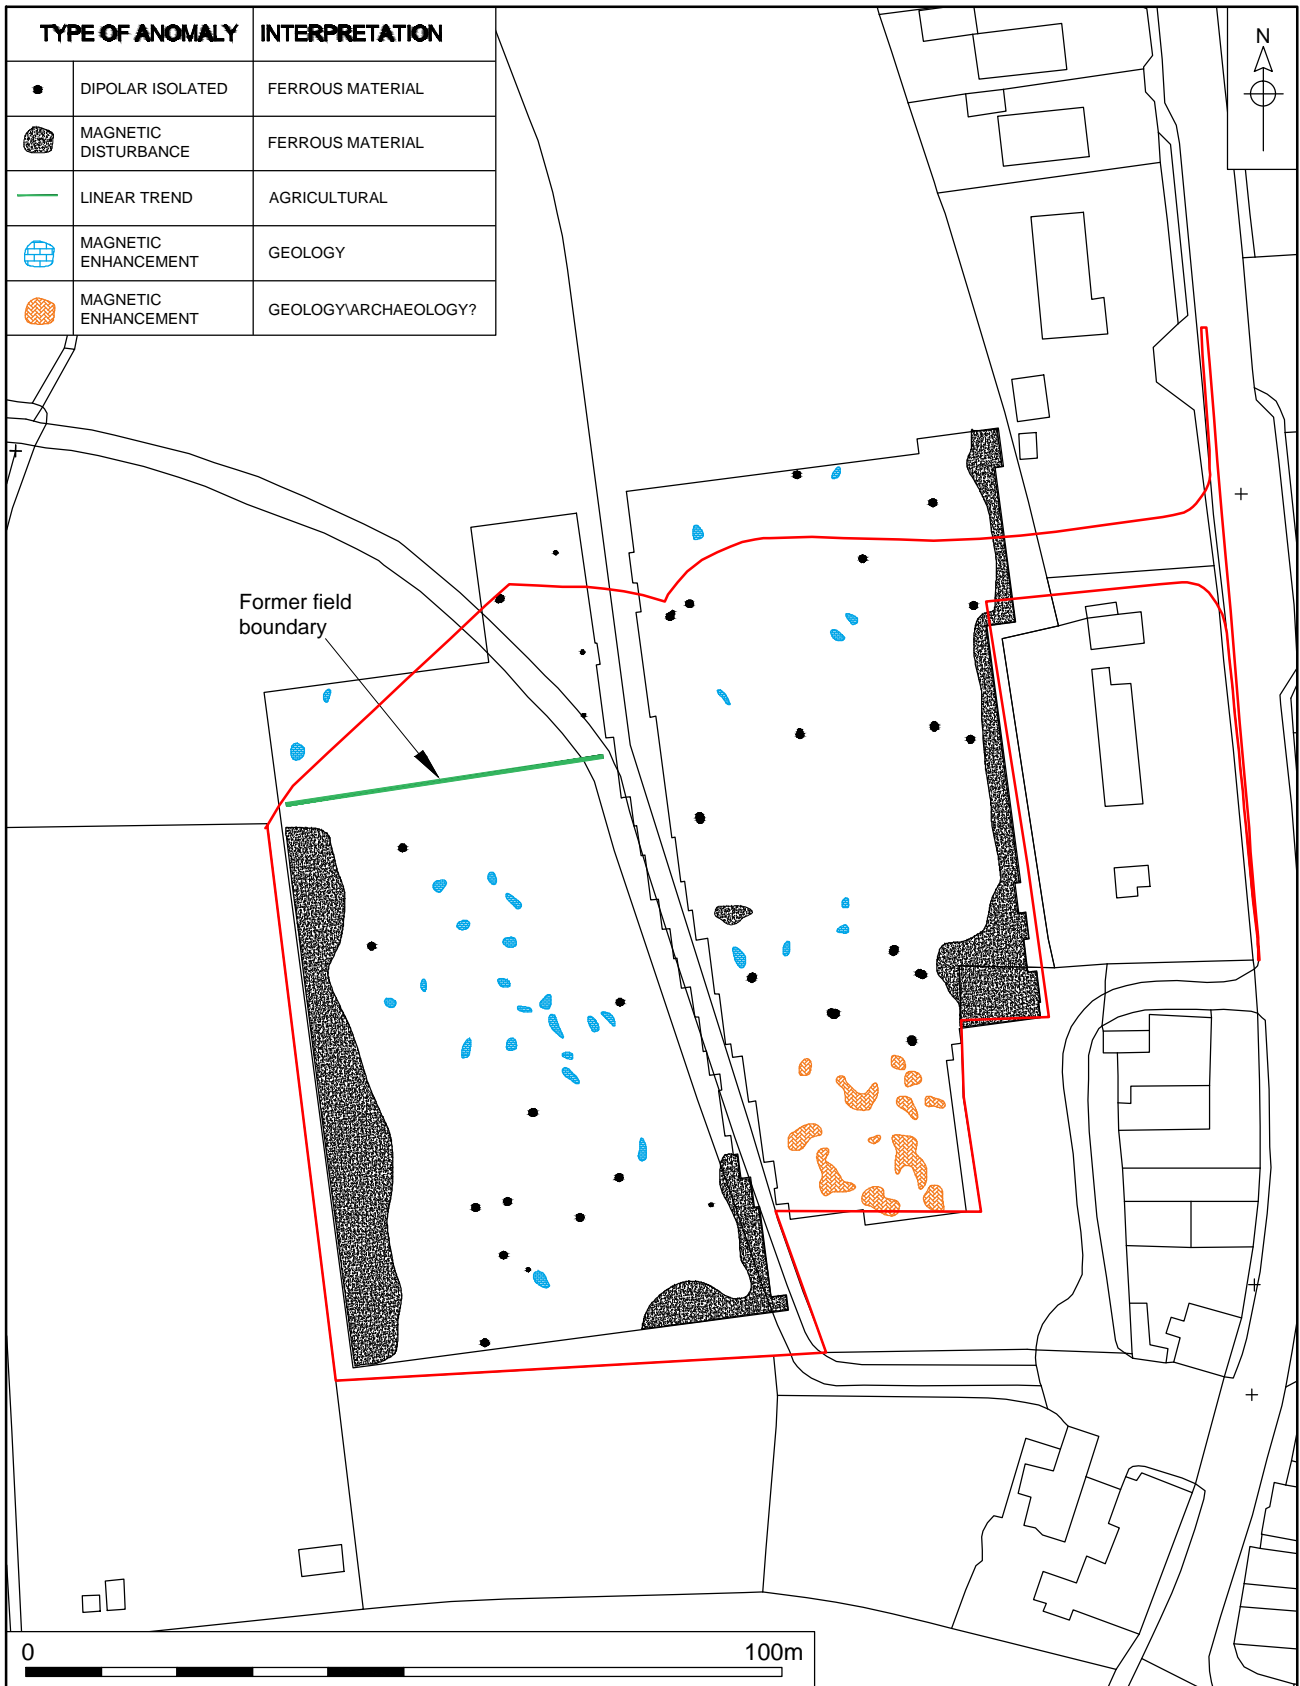 TYPE OF ANOMALY INTERPRETATION
DIPOLAR ISOLATED FERROUS MATERIAL
MAGNETIC
DISTURBANCE
FERROUS MATERIAL
LINEAR TREND AGRICULTURAL
MAGNETIC
ENHANCEMENT
GEOLOGY
MAGNETIC
ENHANCEMENT
GEOLOGY\ARCHAEOLOGY?
N
Former field
boundary
0 100m